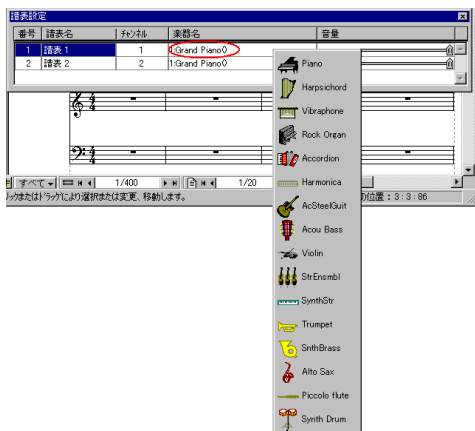 譜表設定
番号 譜表名 ﾁｬﾝﾈﾙ 楽器名 音量
1 譜表 1 1 1:Grand Piano◊
2 譜表 2 2 1:Grand Piano◊
すべて 1/400 1/20
ﾘｯｸまたはﾄﾞﾗｯｸﾞにより選択または変更、移動します。
位置：3：3：86
Piano
Harpsichord
Vibraphone
Rock Organ
Accordion
Harmonica
AcSteelGuit
Acou Bass
Violin
StrEnsmbl
SynthStr
Trumpet
SnthBrass
Alto Sax
Piccolo flute
Synth Drum